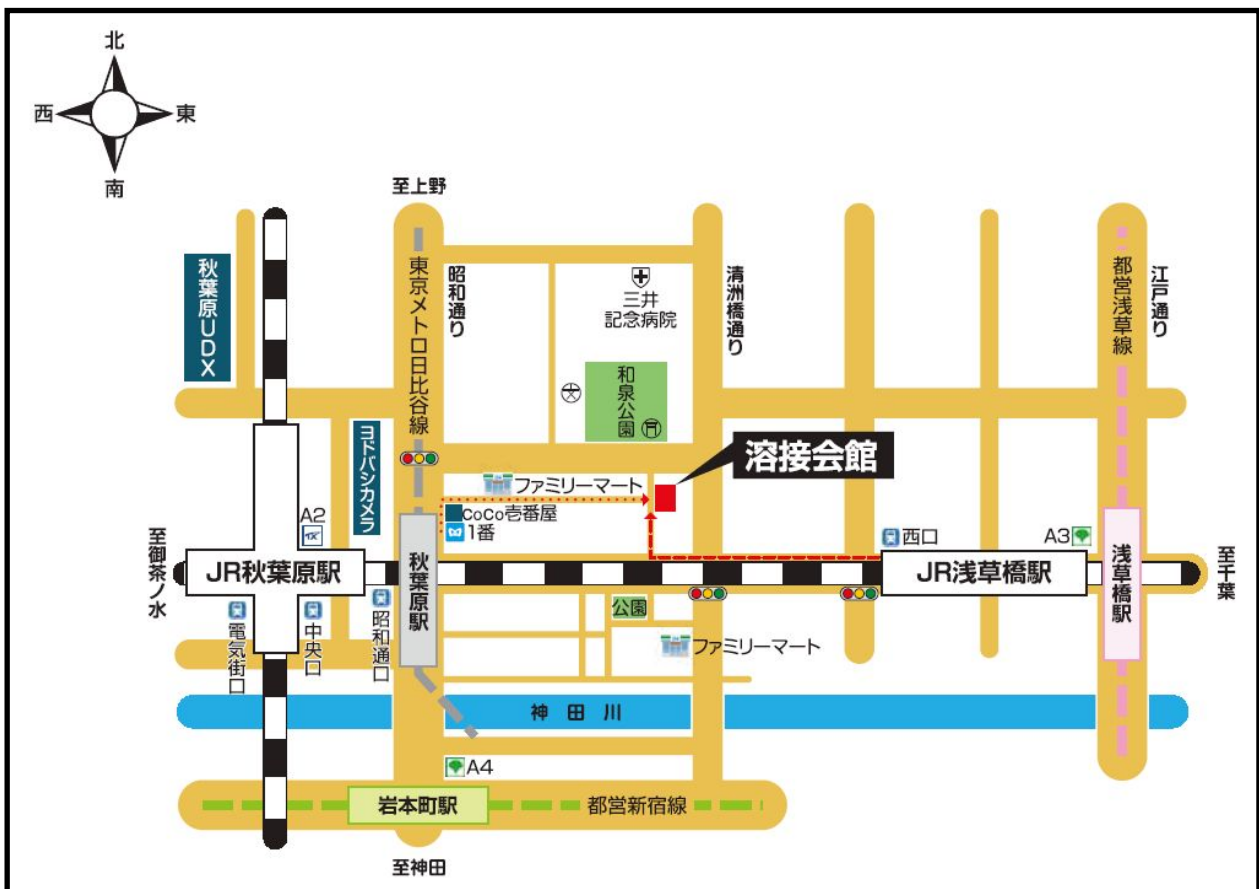 北
西
東
南
至上野
秋葉原UDX
東京メトロ日比谷線
昭和通り
三井
記念病院
清洲橋通り
都営浅草線
江戸通り
和泉公園
ヨドバシカメラ
溶接会館
ファミリーマート
CoCo壱番屋
1番
A2
TX
西口
A3
至御茶ノ水
JR秋葉原駅
秋葉原駅
JR浅草橋駅
浅草橋駅
至千葉
電気街口
中央口
昭和通口
公園
ファミリーマート
神田川
A4
岩本町駅
都営新宿線
至神田